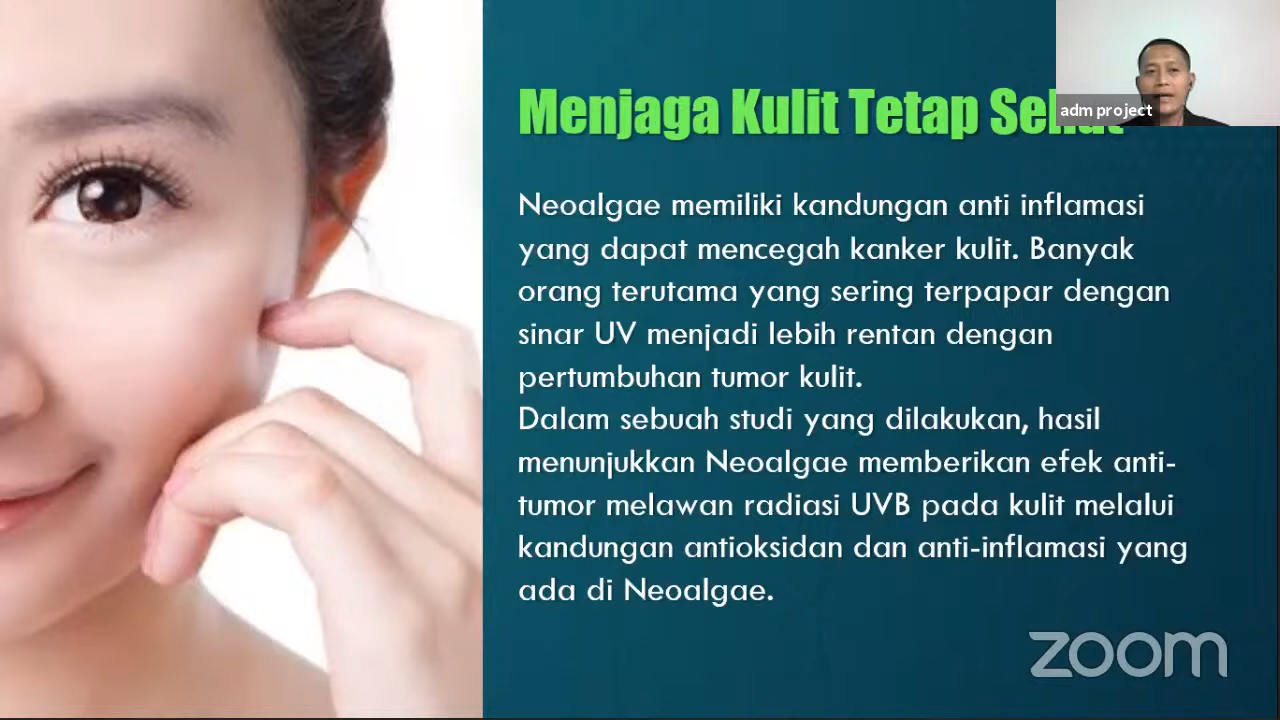 Menjaga Kulit Tetap
adm project
Neoalgae memiliki kandungan anti inflamasi
yang dapat mencegah kanker kulit. Banyak
orang terutama yang sering terpapar dengan
sinar UV menjadi lebih rentan dengan
pertumbuhan tumor kulit.
Dalam sebuah studi yang dilakukan, hasil
menunjukkan Neoalgae memberikan efek anti-
tumor melawan radiasi UVB pada kulit melalui
kandungan antioksidan dan anti-inflamasi yang
ada di Neoalgae.
zoom